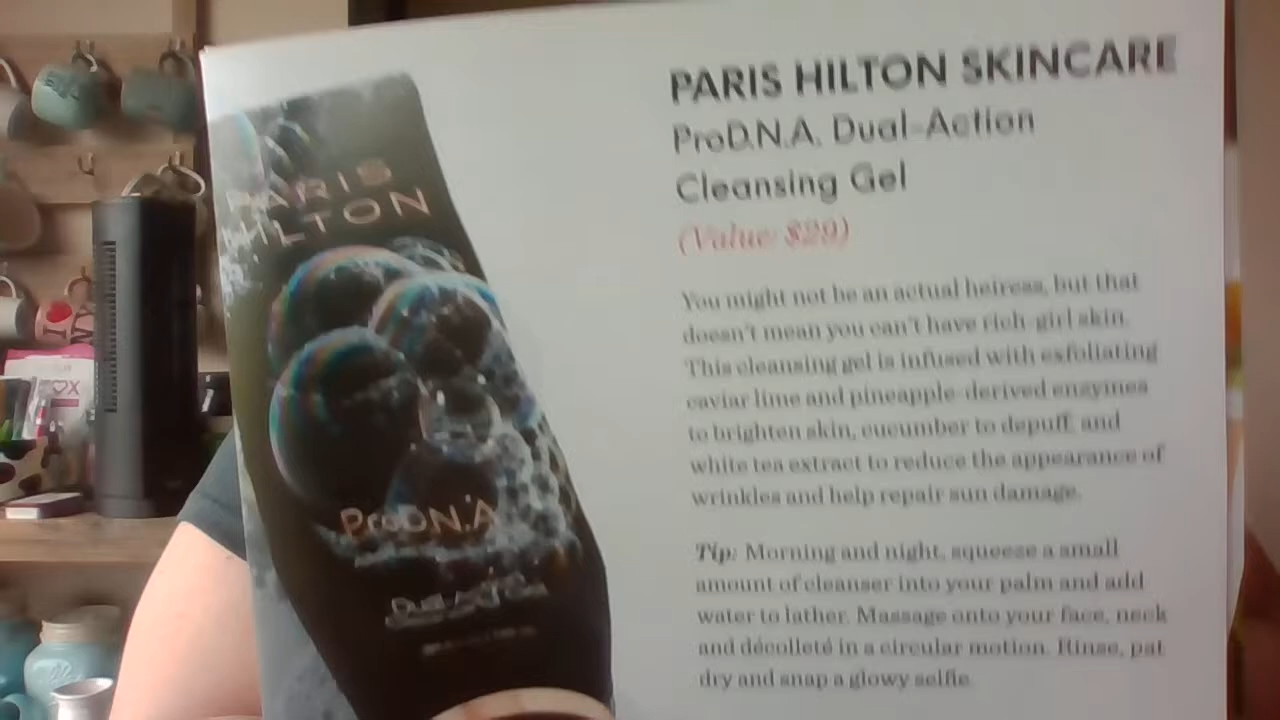 PARIS HILTON SKINCARE
ProD.N.A. Dual-Action
Cleansing Gel
(Value: $29)
You might not be an actual heiress, but that
doesn't mean you can't have rich-girl skin.
This cleansing gel is infused with exfoliating
caviar lime and pineapple-derived enzymes
to brighten skin, cucumber to depuff, and
white tea extract to reduce the appearance of
wrinkles and help repair sun damage.
Tip: Morning and night, squeeze a small
amount of cleanser into your palm and add
water to lather. Massage onto your face, neck
and décolleté in a circular motion. Rinse, pat
dry and snap a glowy selfie.
PARIS
HILTON
ProD.N.A.
I ♥
NY